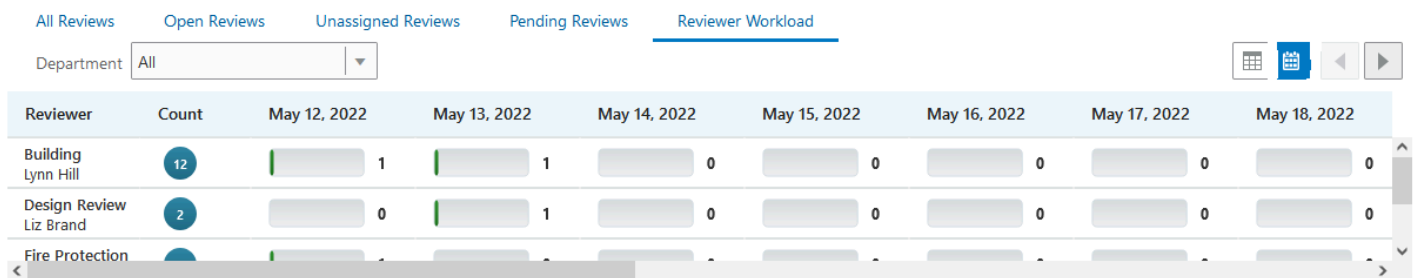 All Reviews Open Reviews Unassigned Reviews Pending Reviews Reviewer Workload
Department All
Reviewer Count May 12, 2022 May 13, 2022 May 14, 2022 May 15, 2022 May 16, 2022 May 17, 2022 May 18, 2022
Building
Lynn Hill
12 1 1 0 0 0 0 0
Design Review
Liz Brand
2 0 1 0 0 0 0 0
Fire Protection